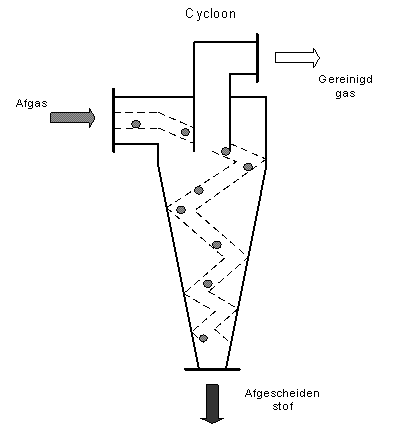 Cycloon
Gereinigd
gas
Afgas
Afgescheiden
stof